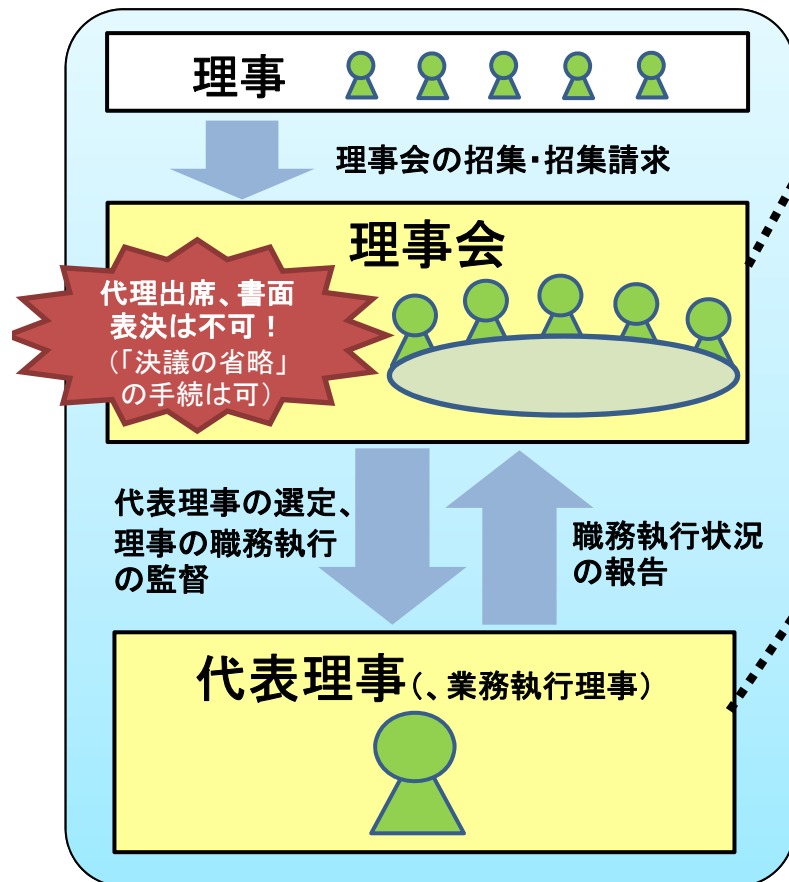 理事
理事会の招集・招集請求
理事会
代理出席、書面
表決は不可！
（「決議の省略」
の手続は可）
代表理事の選定、
理事の職務執行
の監督
職務執行状況
の報告
代表理事（、業務執行理事）